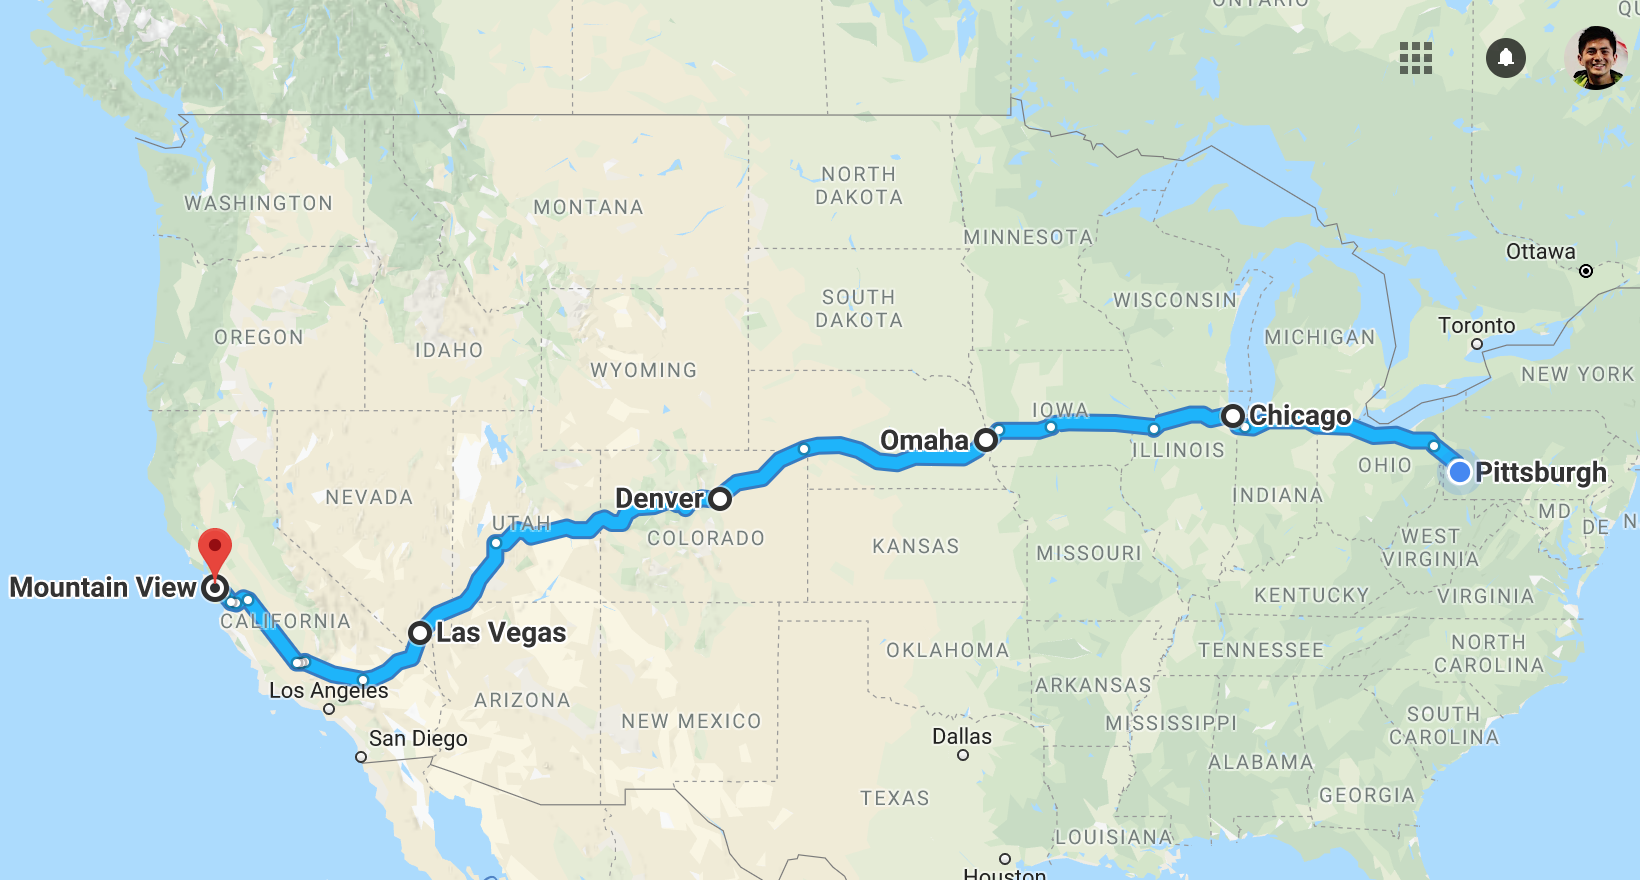 ONTARIO
QU
WASHINGTON
MONTANA
NORTH
DAKOTA
MINNESOTA
Ottawa
SOUTH
DAKOTA
WISCONSIN
MICHIGAN
Toronto
OREGON
IDAHO
WYOMING
NEW YORK
IOWA
Chicago
Omaha
ILLINOIS
OHIO
Pittsburgh
NEVADA
Denver
INDIANA
MD
DE
N
UTAH
COLORADO
KANSAS
MISSOURI
WEST
VIRGINIA
Mountain View
KENTUCKY
VIRGINIA
CALIFORNIA
Las Vegas
OKLAHOMA
TENNESSEE
NORTH
CAROLINA
Los Angeles
ARIZONA
NEW MEXICO
ARKANSAS
MISSISSIPPI
SOUTH
CAROLINA
San Diego
Dallas
ALABAMA
TEXAS
GEORGIA
LOUISIANA
Houston